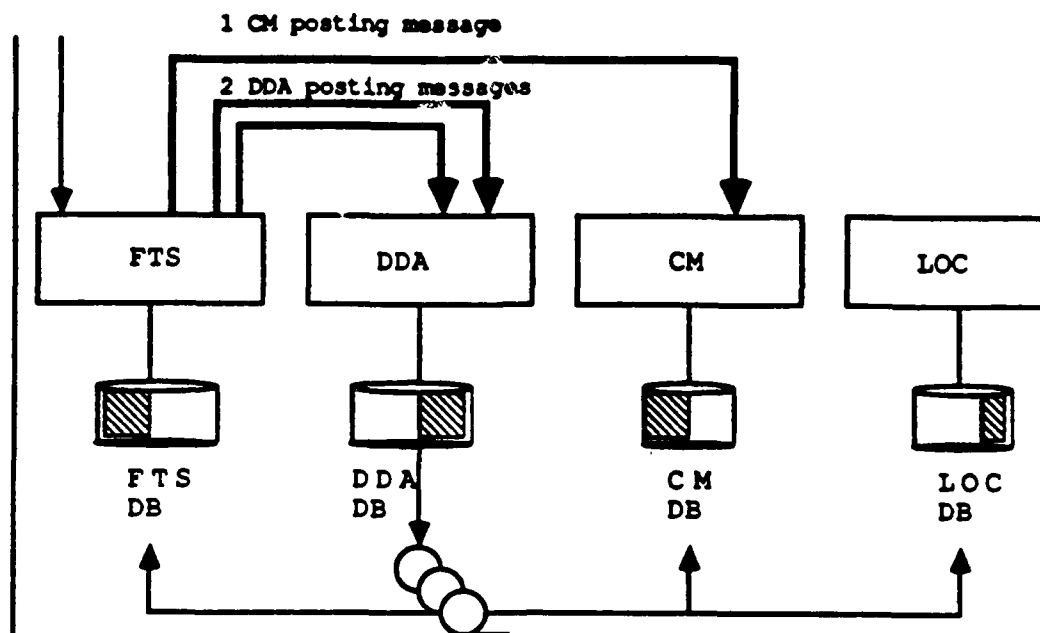 1 CM posting message
2 DDA posting messages
FTS
DDA
CM
LOC
FTS
DB
DDA
DB
CM
DB
LOC
DB